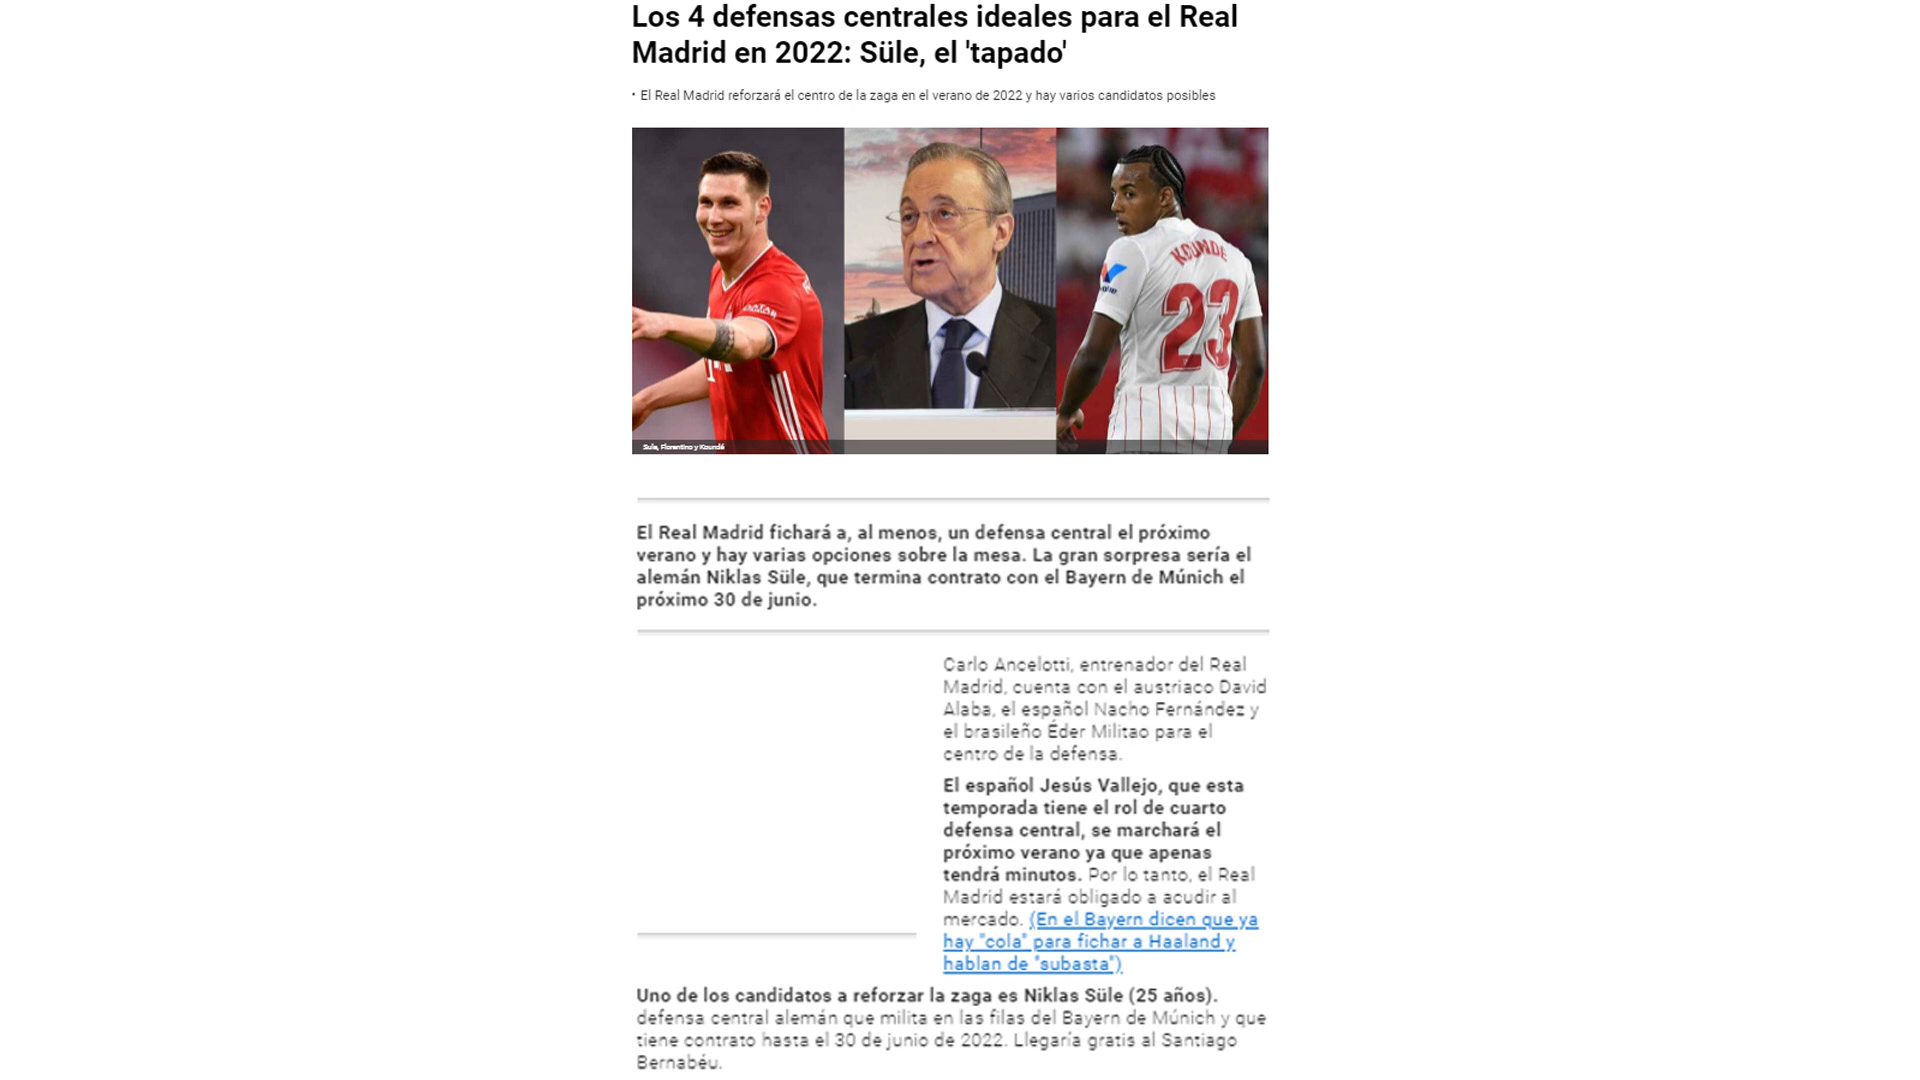 Los 4 defensas centrales ideales para el Real
Madrid en 2022: Süle, el 'tapado'
• El Real Madrid reforzará el centro de la zaga en el verano de 2022 y hay varios candidatos posibles
QATAR
KOUNDÉ
23
Sule, Florentino y Koundé
El Real Madrid fichará a, al menos, un defensa central el próximo
verano y hay varias opciones sobre la mesa. La gran sorpresa sería el
alemán Niklas Süle, que termina contrato con el Bayern de Múnich el
próximo 30 de junio.
Carlo Ancelotti, entrenador del Real
Madrid, cuenta con el austriaco David
Alaba, el español Nacho Fernández y
el brasileño Éder Militao para el
centro de la defensa.
El español Jesús Vallejo, que esta
temporada tiene el rol de cuarto
defensa central, se marchará el
próximo verano ya que apenas
tendrá minutos. Por lo tanto, el Real
Madrid estará obligado a acudir al
mercado. (En el Bayern dicen que ya
hay "cola" para fichar a Haaland y
hablan de "subasta")
Uno de los candidatos a reforzar la zaga es Niklas Süle (25 años).
defensa central alemán que milita en las filas del Bayern de Múnich y que
tiene contrato hasta el 30 de junio de 2022. Llegaría gratis al Santiago
Bernabéu.